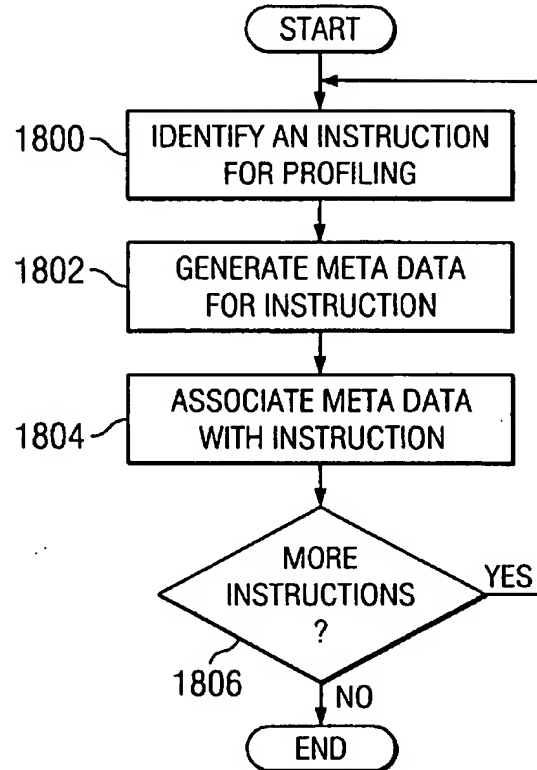 START
1800
IDENTIFY AN INSTRUCTION
FOR PROFILING
1802
GENERATE META DATA
FOR INSTRUCTION
1804
ASSOCIATE META DATA
WITH INSTRUCTION
MORE
INSTRUCTIONS
?
YES
1806
NO
END